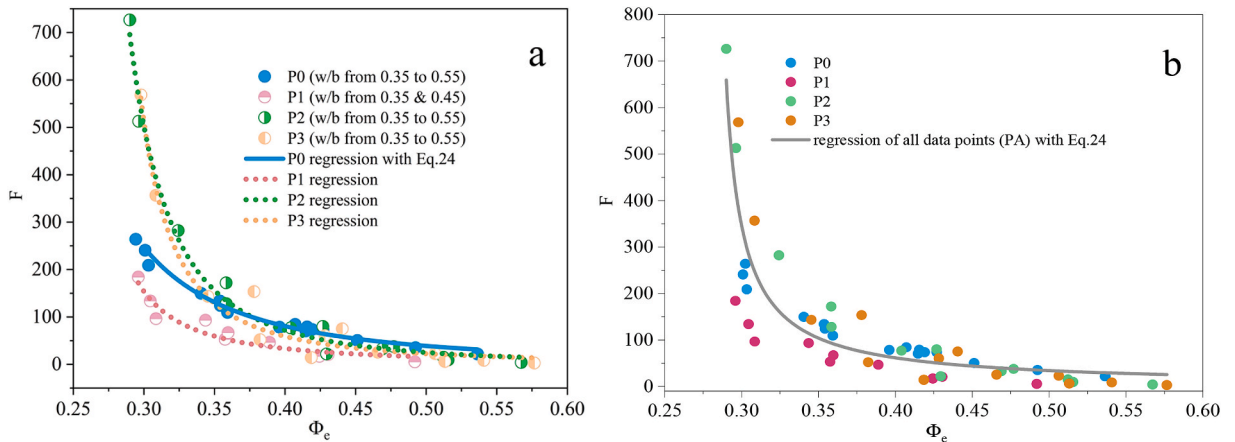 a
P0 (w/b from 0.35 to 0.55)
P1 (w/b from 0.35 & 0.45)
P2 (w/b from 0.35 to 0.55)
P3 (w/b from 0.35 to 0.55)
P0 regression with Eq.24
P1 regression
P2 regression
P3 regression
F
700
600
500
400
300
200
100
0
0.25
0.30
0.35
0.40
0.45
0.50
0.55
0.60
Φe
b
P0
P1
P2
P3
regression of all data points (PA) with Eq.24
F
800
700
600
500
400
300
200
100
0
0.25
0.30
0.35
0.40
0.45
0.50
0.55
0.60
Φe